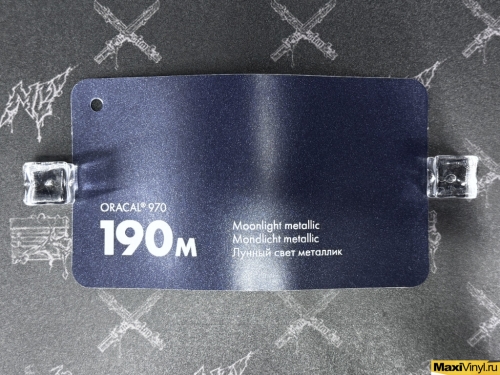 ORACAL® 970
190M
Moonlight metallic
Mondlicht metallic
Лунный свет металлик
MaxiVinyl.ru